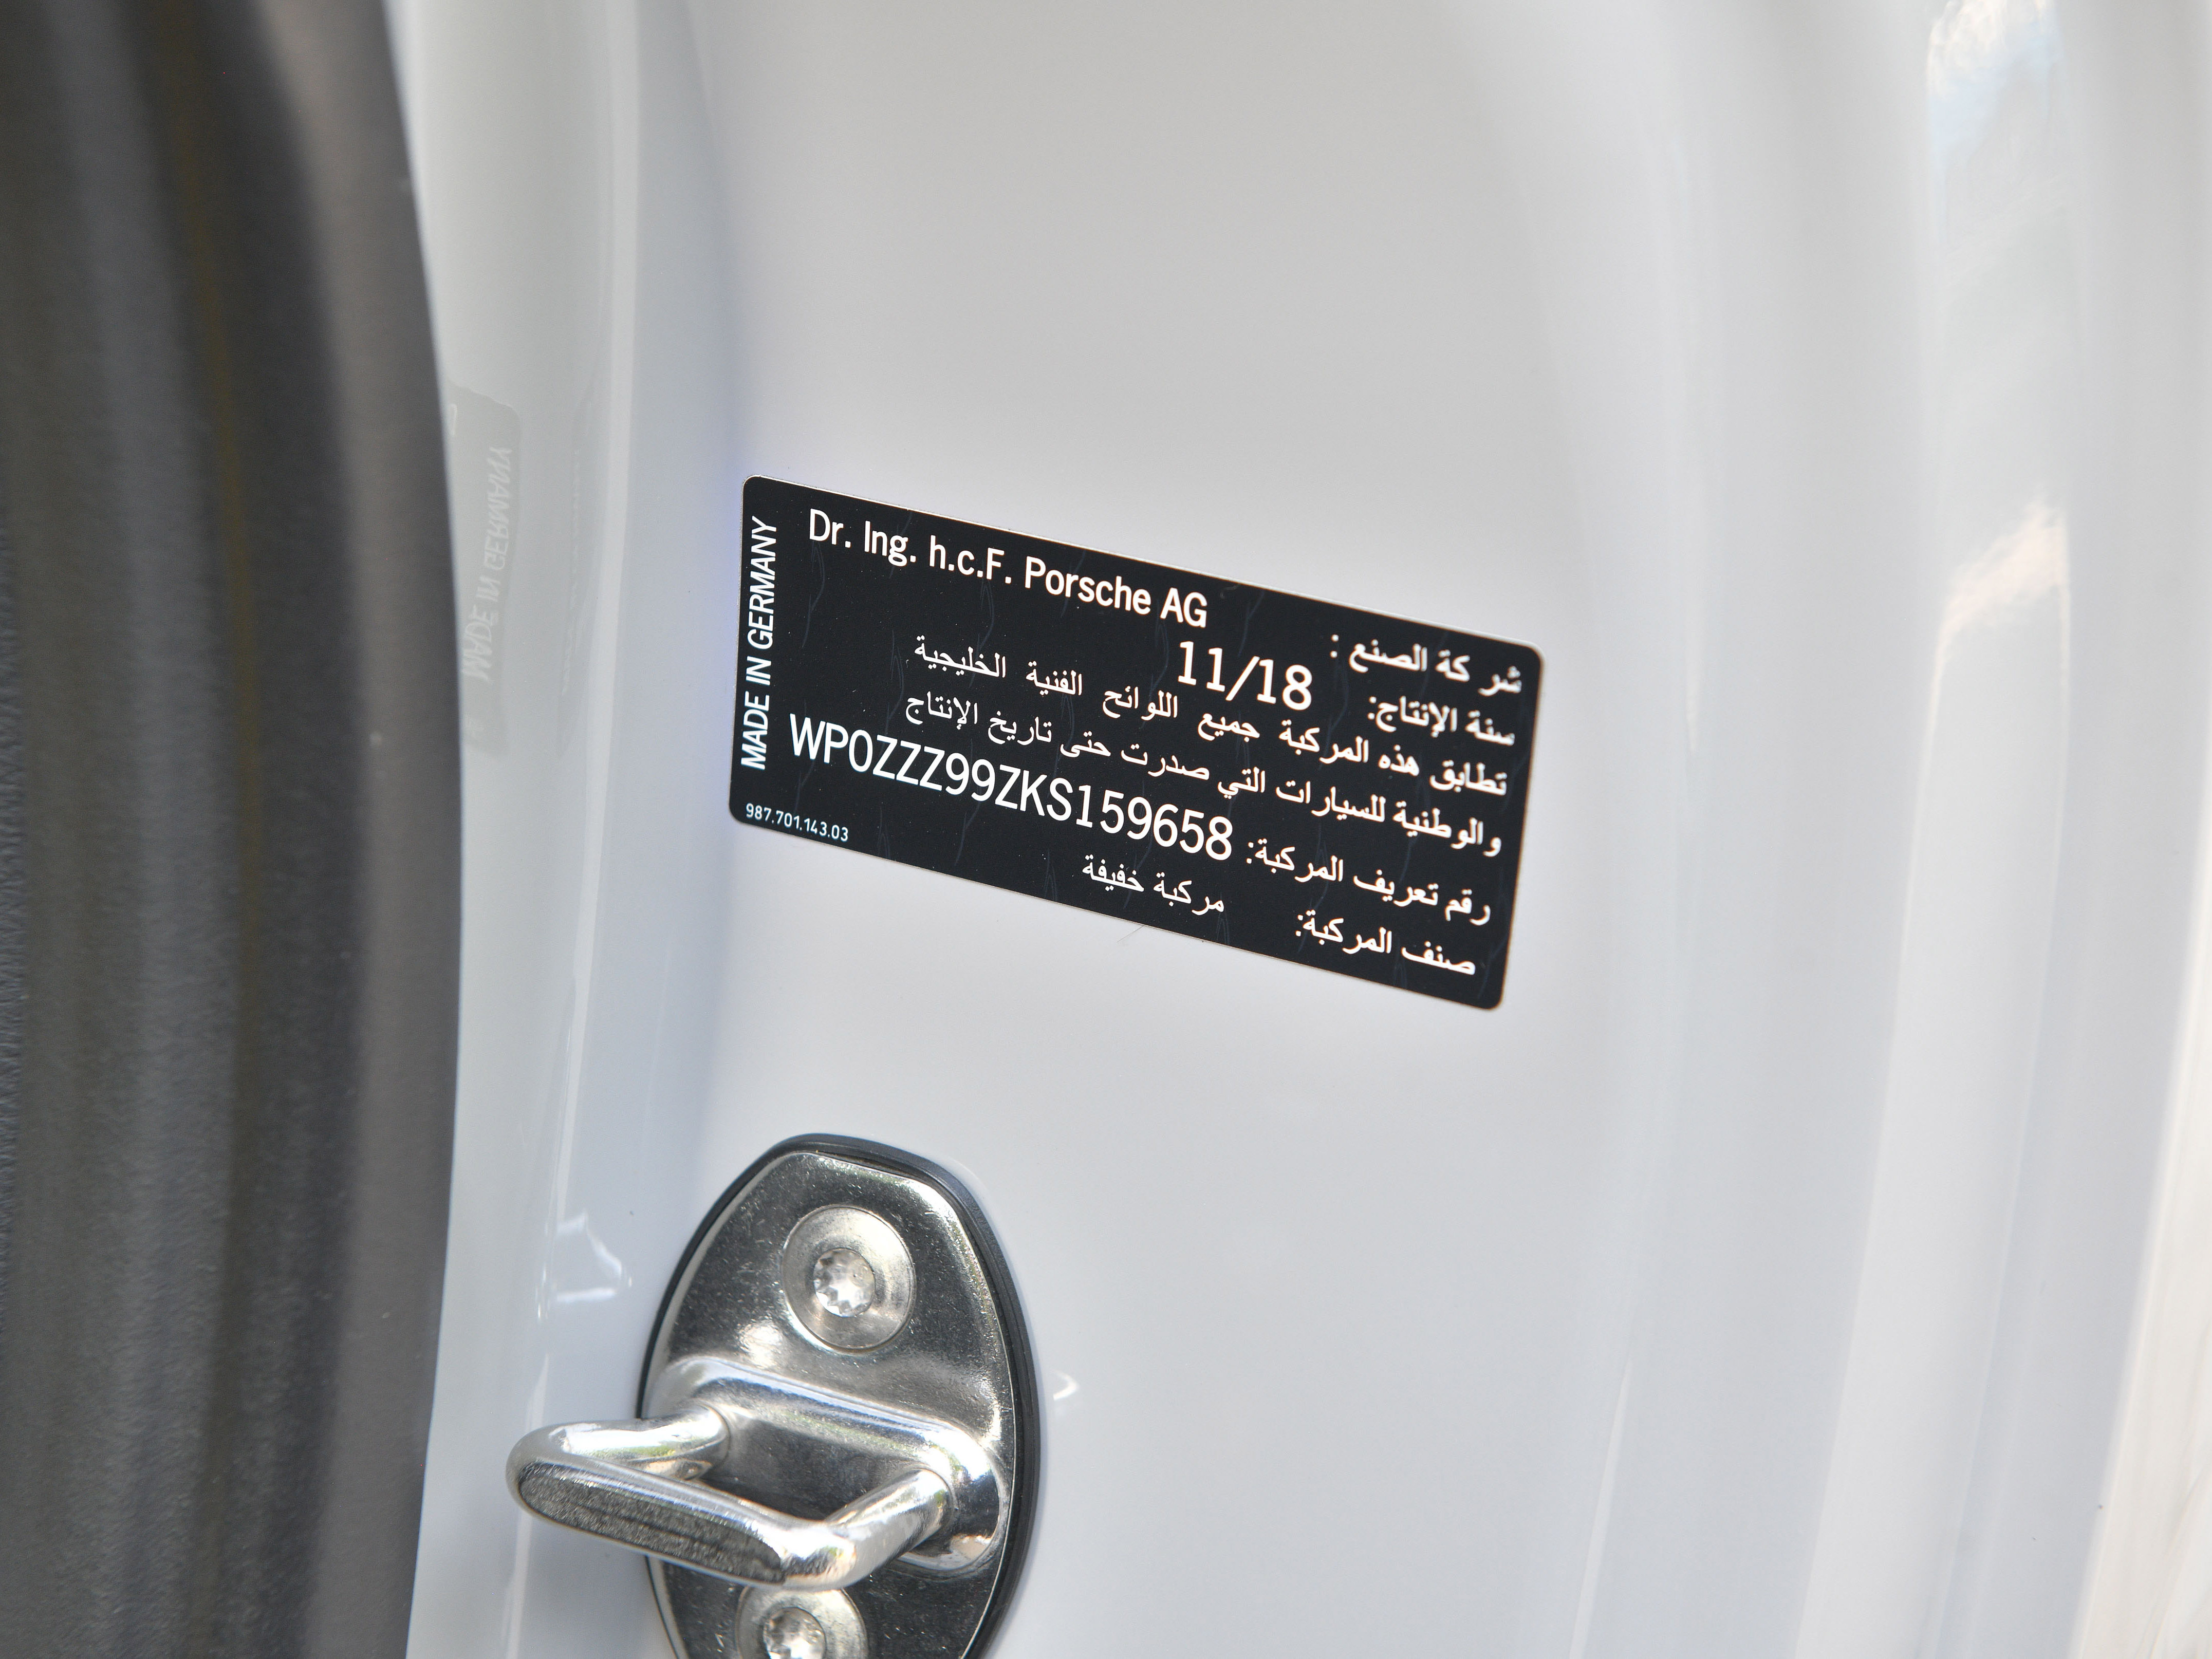 شركة الصنع : Dr. Ing. h.c.F. Porsche AG
سنة الإنتاج: 11/18
تطابق هذه المركبة جميع اللوائح الفنية الخليجية
والوطنية للسيارات التي صدرت حتى تاريخ الإنتاج
رقم تعريف المركبة: WP0ZZZ99ZKS159658
صنف المركبة: مركبة خفيفة
MADE IN GERMANY
987.701.143.03